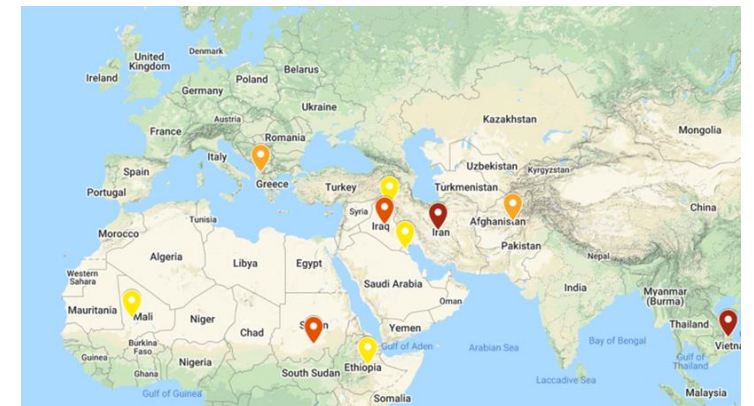 Denmark
United
Kingdom
Ireland
Belarus
Poland
Germany
Ukraine
Austria
Kazakhstan
France
Romania
Mongolia
Italy
Uzbekistan
Kyrgyzstan
Spain
Greece
Turkey
Turkmenistan
Portugal
China
Tunisia
Syria
Afghanistan
Iraq
Iran
Morocco
Pakistan
Algeria
Libya
Egypt
Nepal
Western
Sahara
Saudi Arabia
India
Myanmar
(Burma)
Oman
Mauritania
Mali
Niger
Chad
Yemen
Thailand
Burkina
Faso
Gulf of Aden
Arabian Sea
Bay of Bengal
Vietna
Guinea
Nigeria
Ethiopia
Gulf of
Thailand
Ghana
South Sudan
Laccadive Sea
Gulf of Guinea
Somalia
Malaysia